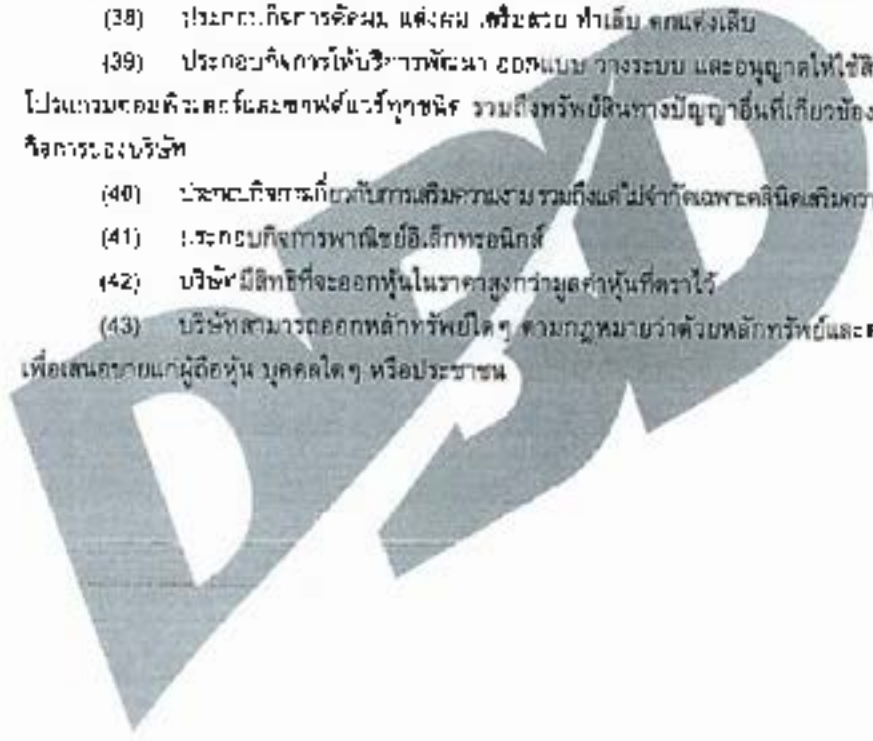 (38) ประกอบกิจการตัดผม แต่งผม เสริมสวย ทำเล็บ ตกแต่งเล็บ
(39) ประกอบกิจการให้บริการพัฒนา ออกแบบ วางระบบ และอนุญาตให้ใช้สิ
โปรแกรมคอมพิวเตอร์และซอฟต์แวร์ทุกชนิด รวมถึงทรัพย์สินทางปัญญาอื่นที่เกี่ยวข้อง
กิจการของบริษัท
(40) ประกอบกิจการเกี่ยวกับการเสริมความงาม รวมถึงแต่ไม่จำกัดเฉพาะคลินิคเสริมควา
(41) ประกอบกิจการพาณิชย์อิเล็กทรอนิกส์
(42) บริษัทมีสิทธิที่จะออกหุ้นในราคาสูงกว่ามูลค่าหุ้นที่ตราไว้
(43) บริษัทสามารถออกหลักทรัพย์ใดๆ ตามกฎหมายว่าด้วยหลักทรัพย์และต
เพื่อเสนอขายแก่ผู้ถือหุ้น บุคคลใดๆ หรือประชาชน
DBD